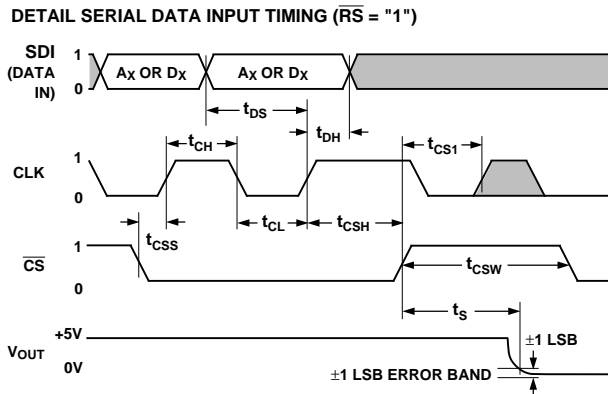 DETAIL SERIAL DATA INPUT TIMING (RS = "1")
SDI
(DATA
IN)
1
0
AX OR DX
AX OR DX
tDS
tDH
tCH
tCS1
CLK
1
0
tCSS
tCL
tCSH
CS
1
0
tCSW
tS
VOUT
+5V
0V
±1 LSB
±1 LSB ERROR BAND